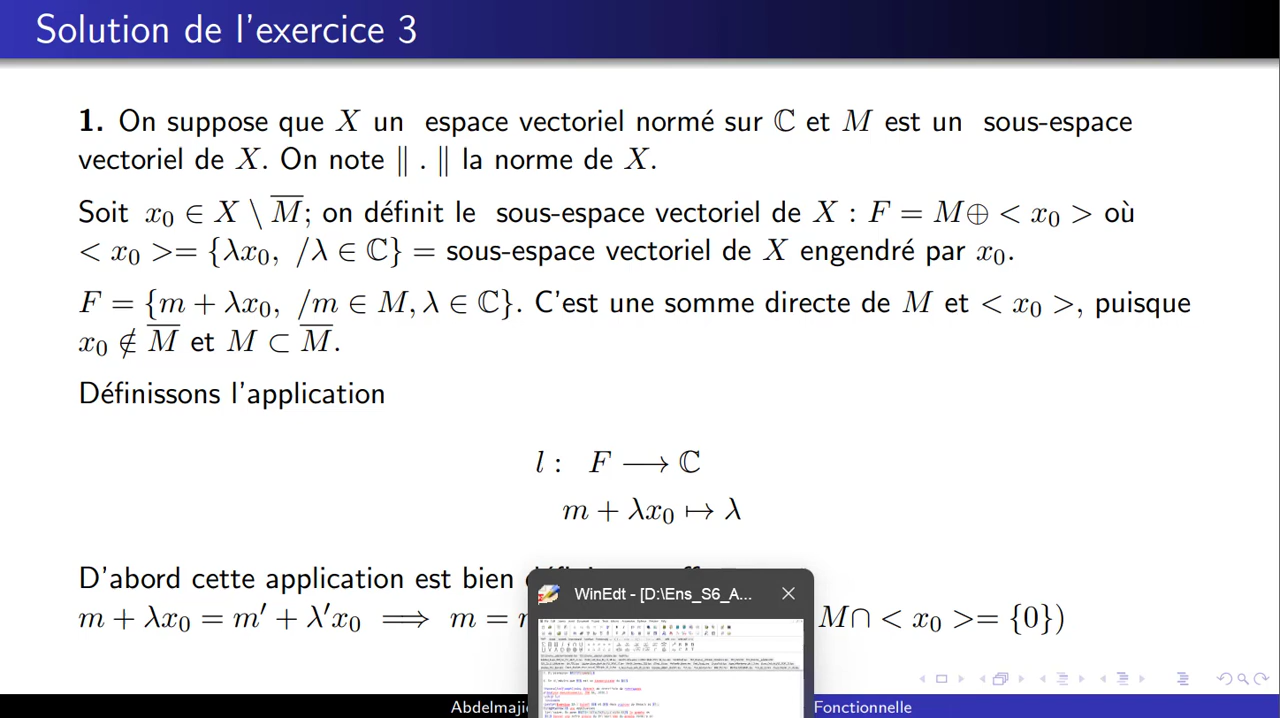 Solution de l'exercice 3
1. On suppose que X un espace vectoriel normé sur ℂ et M est un sous-espace
vectoriel de X. On note ‖ . ‖ la norme de X.
Soit x₀ ∈ X \ M̅; on définit le sous-espace vectoriel de X : F = M⊕ < x₀ > où
< x₀ >= {λx₀, /λ ∈ ℂ} = sous-espace vectoriel de X engendré par x₀.
F = {m + λx₀, /m ∈ M, λ ∈ ℂ}. C'est une somme directe de M et < x₀ >, puisque
x₀ ∉ M̅ et M ⊂ M̅.
Définissons l'application
l : F ⟶ ℂ
m + λx₀ ↦ λ
D'abord cette application est bien
m + λx₀ = m′ + λ′x₀ ⟹ m = M∩ < x₀ >= {0})
WinEdt - [D:\Ens_S6_A...
Fonctionnelle